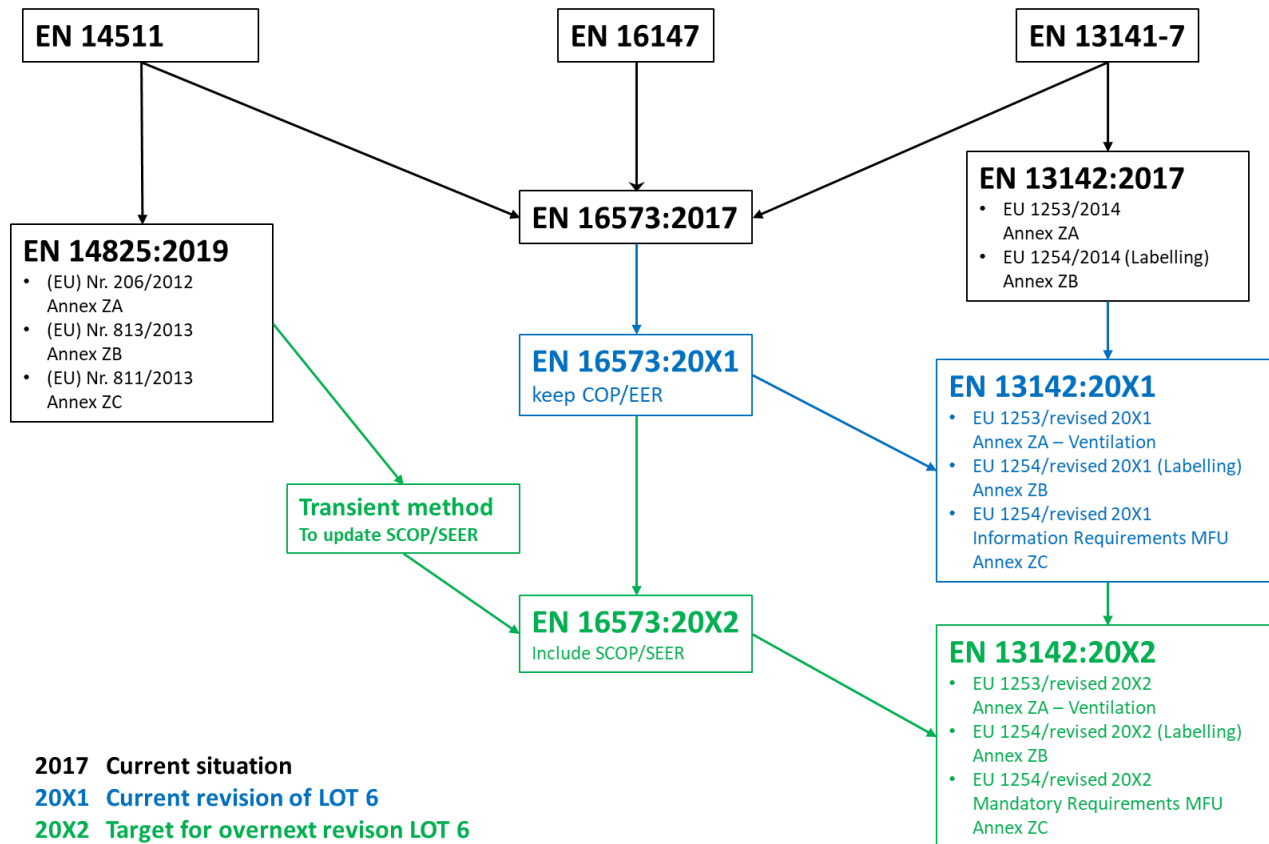 EN 14511
EN 16147
EN 13141-7
EN 13142:2017
• EU 1253/2014
Annex ZA
• EU 1254/2014 (Labelling)
Annex ZB
EN 16573:2017
EN 14825:2019
• (EU) Nr. 206/2012
Annex ZA
• (EU) Nr. 813/2013
Annex ZB
• (EU) Nr. 811/2013
Annex ZC
EN 16573:20X1
keep COP/EER
EN 13142:20X1
• EU 1253/revised 20X1
Annex ZA – Ventilation
• EU 1254/revised 20X1 (Labelling)
Annex ZB
• EU 1254/revised 20X1
Information Requirements MFU
Annex ZC
Transient method
To update SCOP/SEER
EN 16573:20X2
Include SCOP/SEER
EN 13142:20X2
• EU 1253/revised 20X2
Annex ZA – Ventilation
• EU 1254/revised 20X2 (Labelling)
Annex ZB
• EU 1254/revised 20X2
Mandatory Requirements MFU
Annex ZC
2017 Current situation
20X1 Current revision of LOT 6
20X2 Target for overnext revison LOT 6